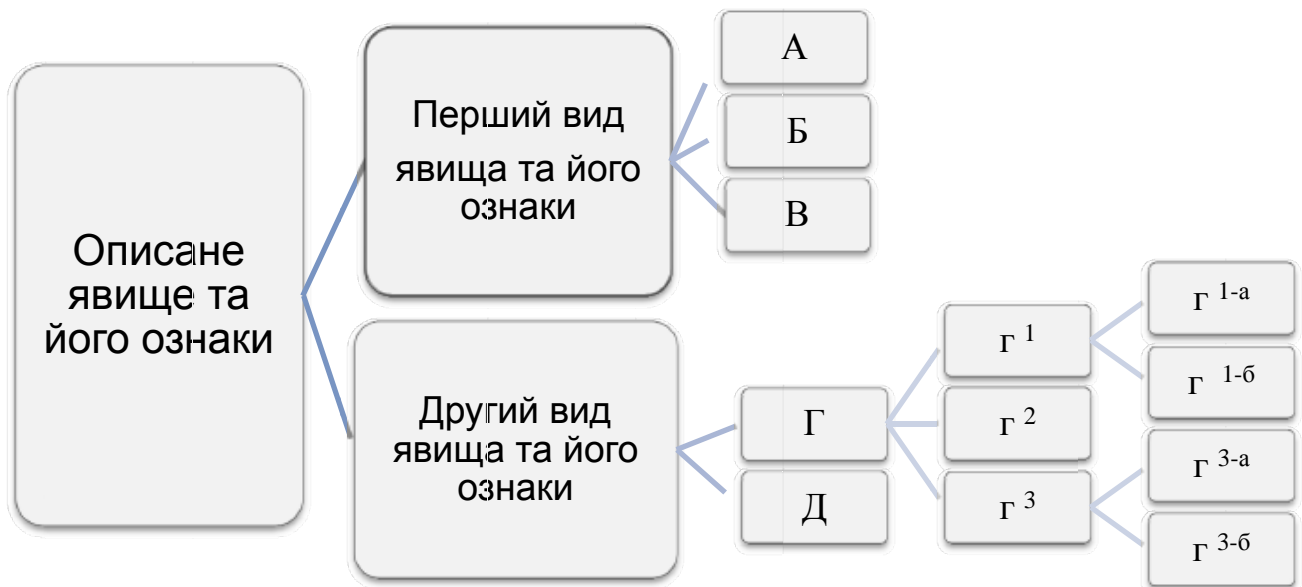 Описане
явище та
його ознаки
Перший вид
явища та його
ознаки
А
Б
В
Другий вид
явища та його
ознаки
Г
Д
г 1
г 2
г 3
г 1-а
г 1-б
г 3-а
г 3-б